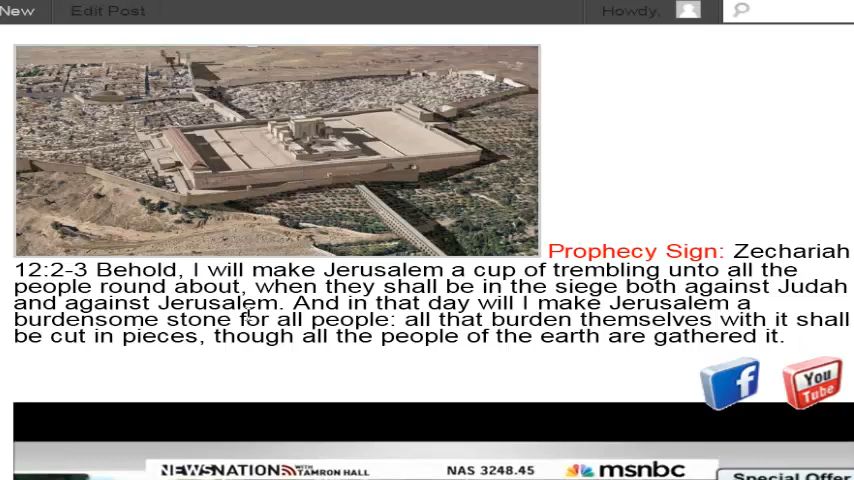 New Edit Post Howdy,
Prophecy Sign: Zechariah
12:2-3 Behold, I will make Jerusalem a cup of trembling unto all the
people round about, when they shall be in the siege both against Judah
and against Jerusalem. And in that day will I make Jerusalem a
burdensome stone for all people: all that burden themselves with it shall
be cut in pieces, though all the people of the earth are gathered it.
f You Tube
NEWSNATION WITH TAMRON HALL NAS 3248.45 msnbc
Special Offer